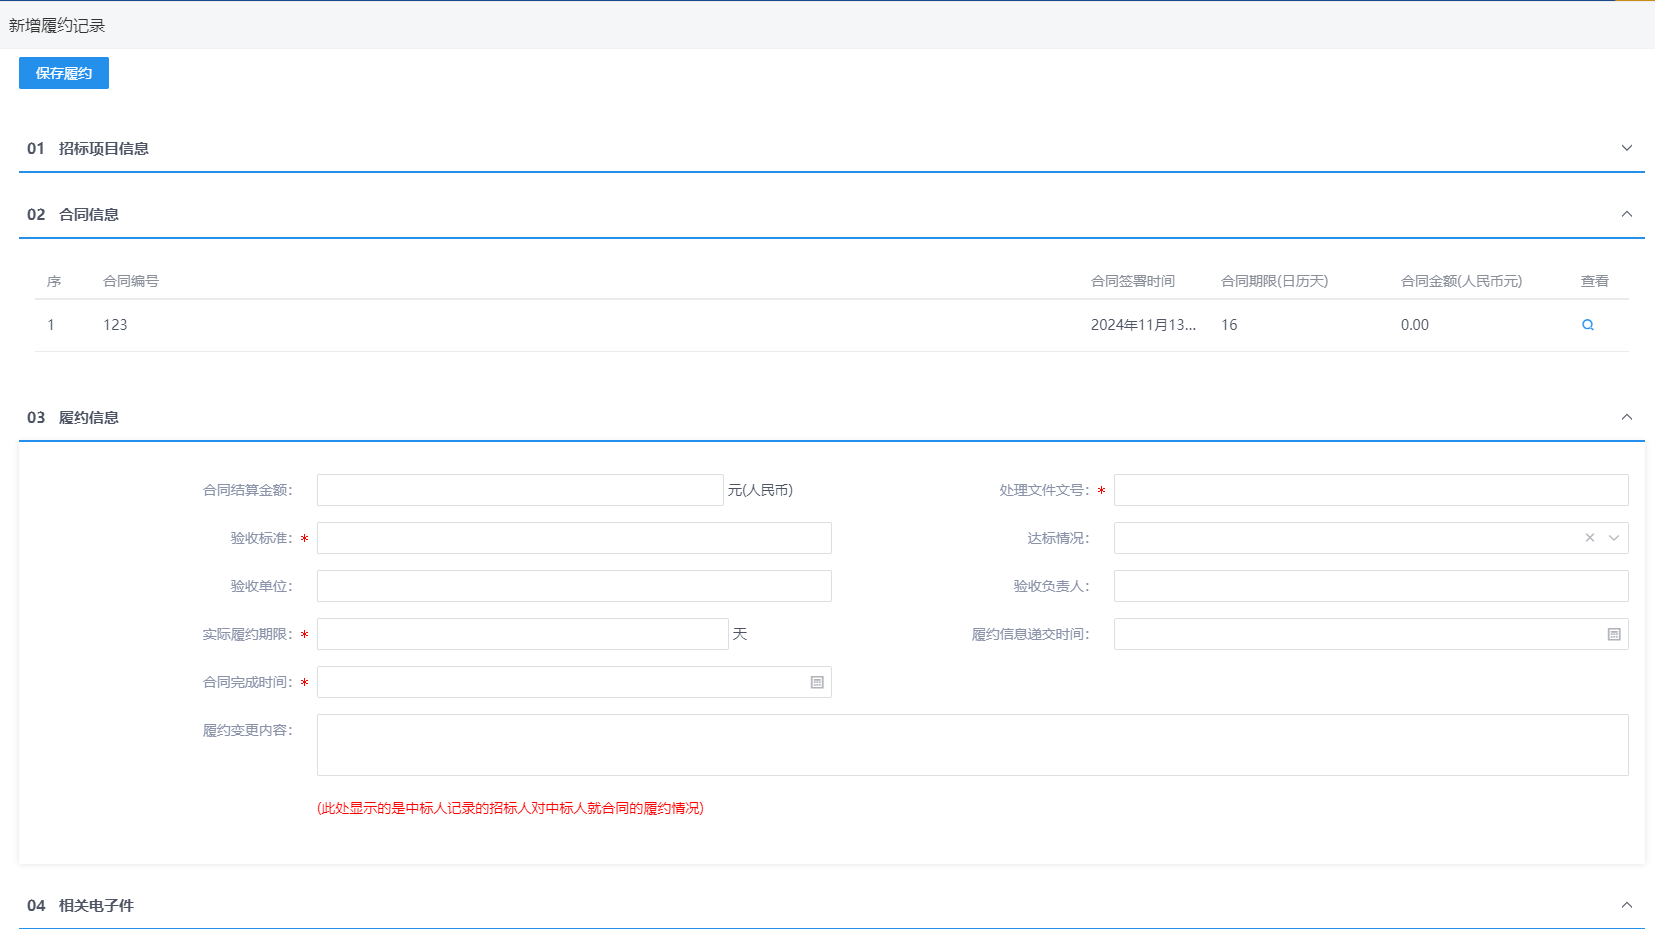 新增履约记录
保存履约
01 招标项目信息
02 合同信息
序 合同编号 合同签署时间 合同期限(日历天) 合同金额(人民币元) 查看
1 123 2024年11月13... 16 0.00
03 履约信息
合同结算金额： 元(人民币) 处理文件文号：*
验收标准：* 达标情况：
验收单位： 验收负责人：
实际履约期限：* 天 履约信息递交时间：
合同完成时间：*
履约变更内容：
(此处显示的是中标人记录的招标人对中标人就合同的履约情况)
04 相关电子件